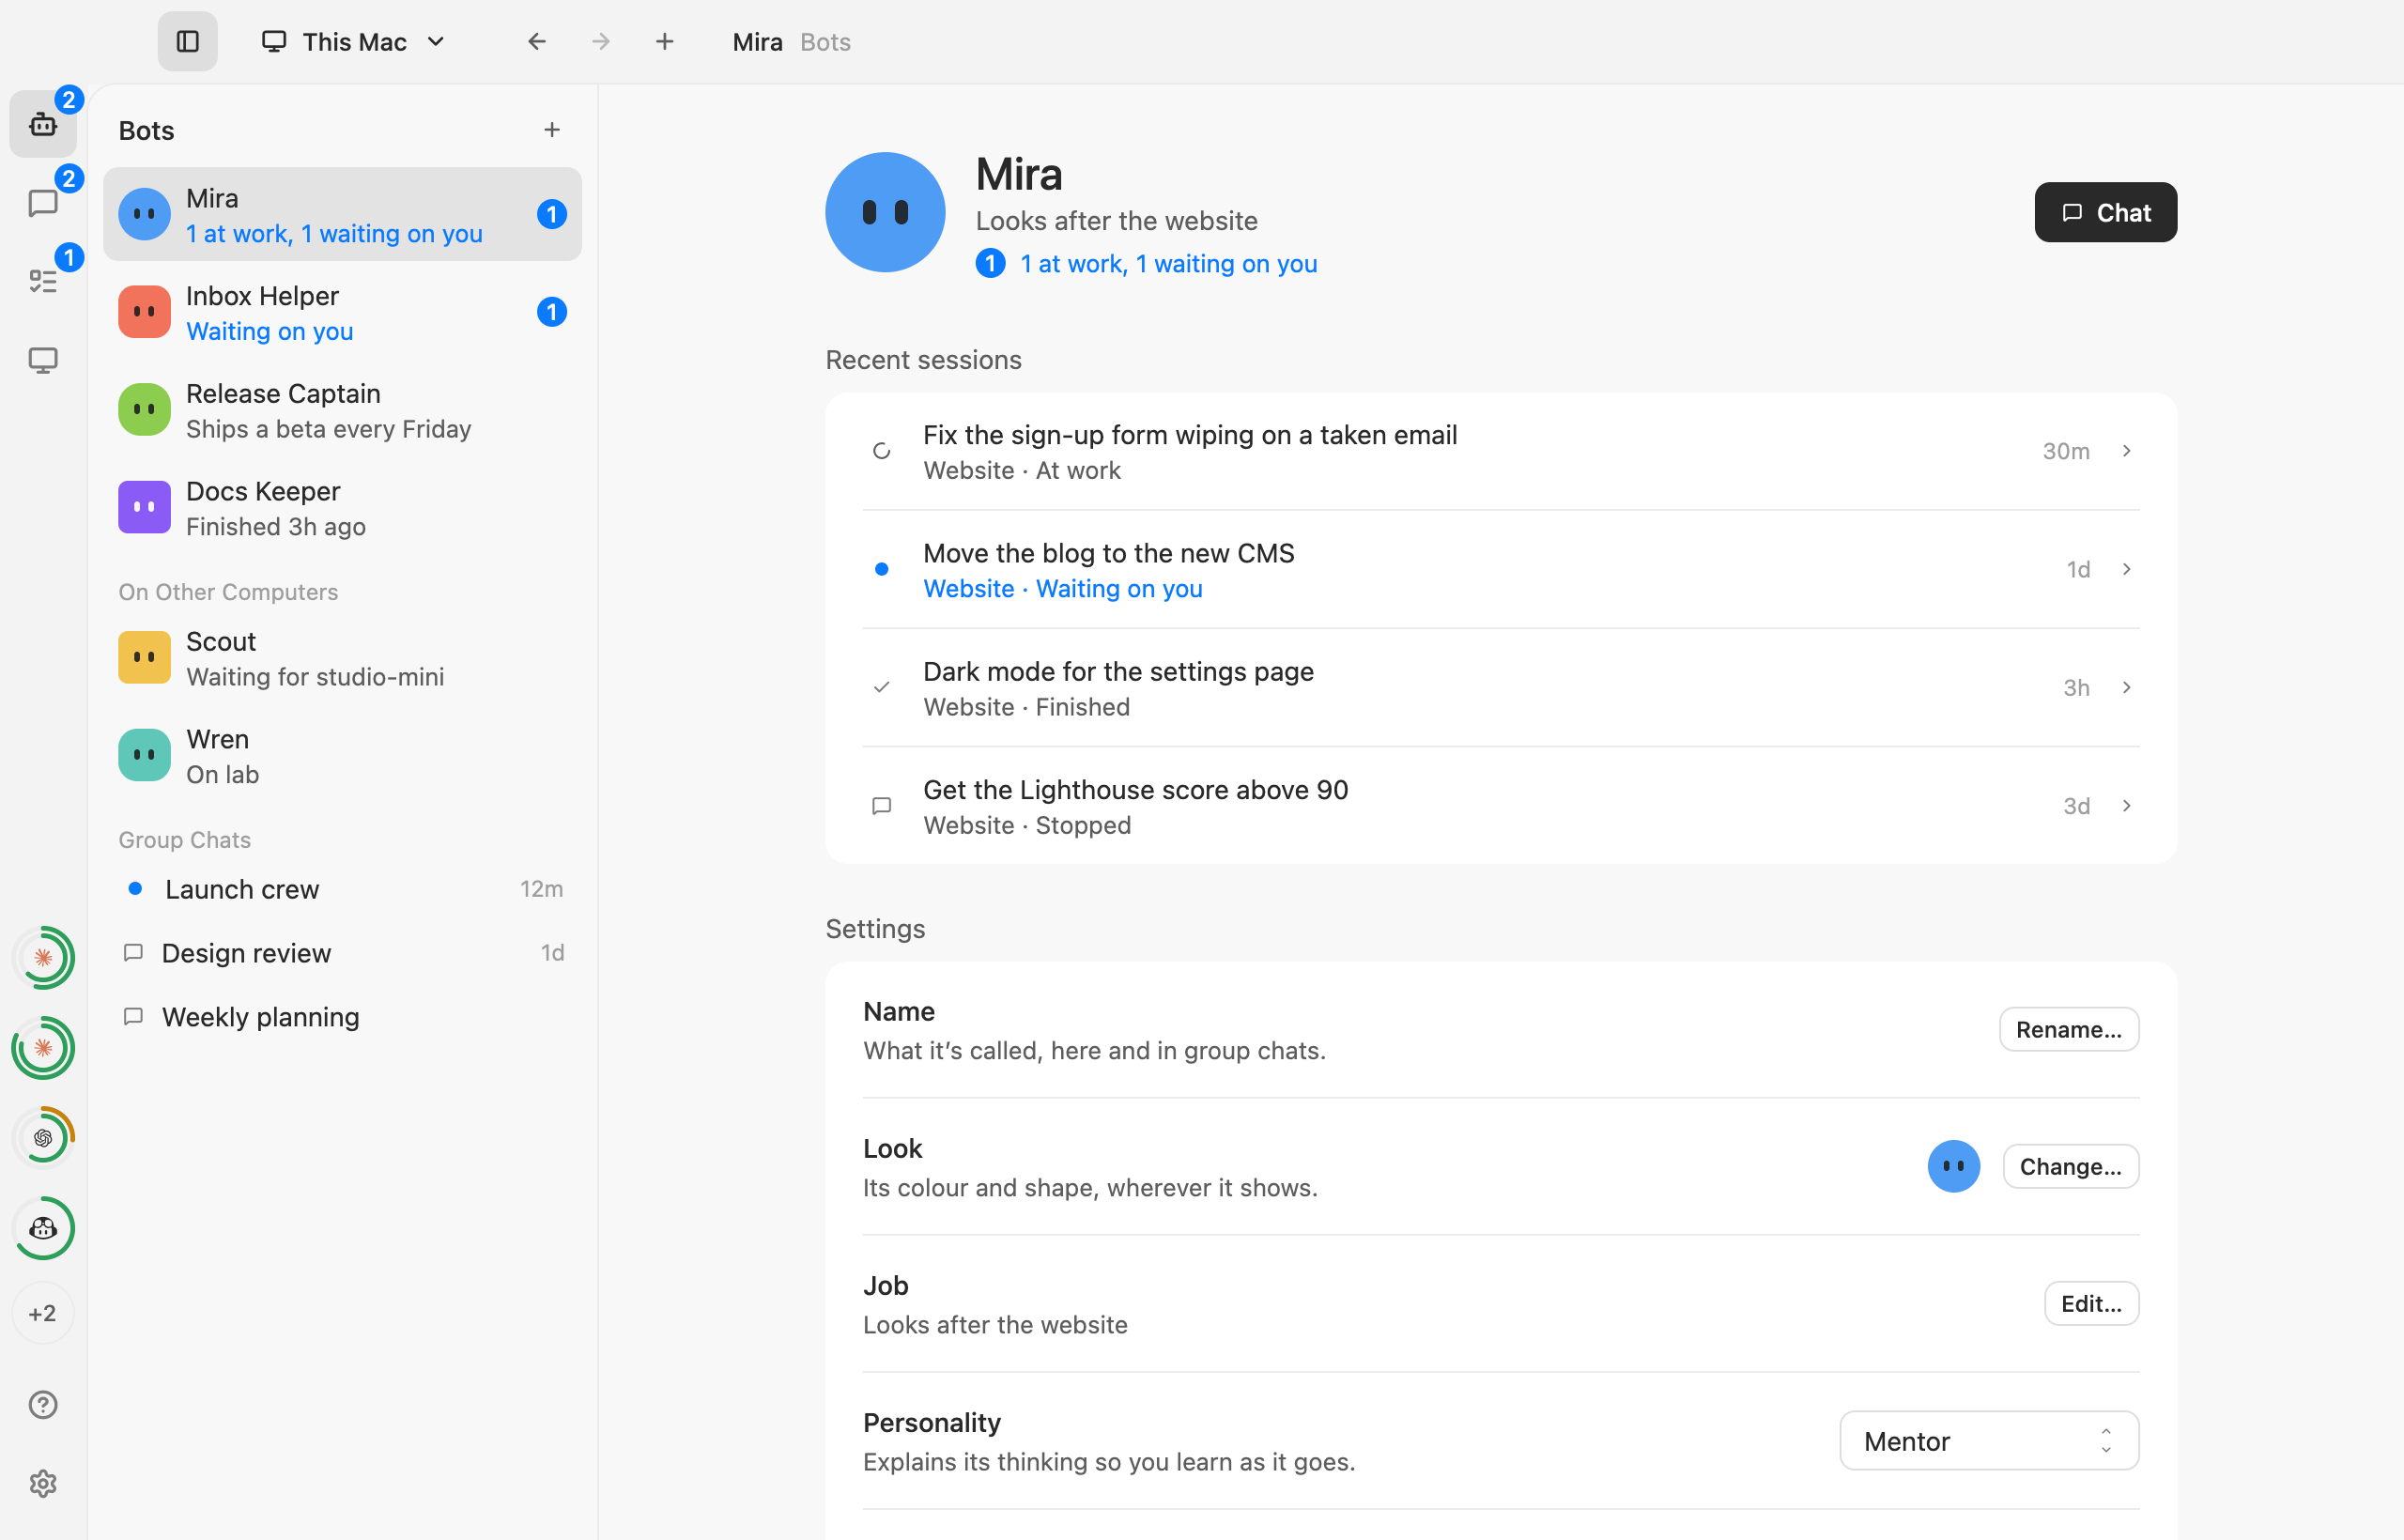 This Mac
Mira Bots
2
2
1
Bots
Mira
1 at work, 1 waiting on you
1
Inbox Helper
Waiting on you
1
Release Captain
Ships a beta every Friday
Docs Keeper
Finished 3h ago
On Other Computers
Scout
Waiting for studio-mini
Wren
On lab
Group Chats
Launch crew 12m
Design review 1d
Weekly planning
+2
Mira
Looks after the website
1 1 at work, 1 waiting on you
Chat
Recent sessions
Fix the sign-up form wiping on a taken email
Website · At work
30m
Move the blog to the new CMS
Website · Waiting on you
1d
Dark mode for the settings page
Website · Finished
3h
Get the Lighthouse score above 90
Website · Stopped
3d
Settings
Name
What it’s called, here and in group chats.
Rename...
Look
Its colour and shape, wherever it shows.
Change...
Job
Looks after the website
Edit...
Personality
Explains its thinking so you learn as it goes.
Mentor